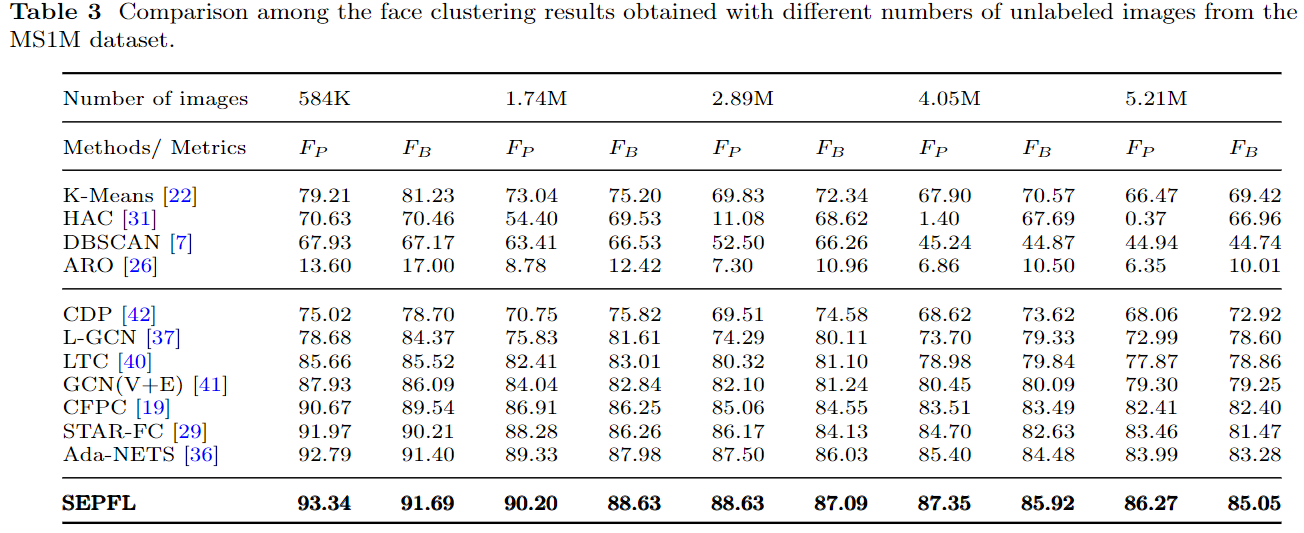 Table 3 Comparison among the face clustering results obtained with different numbers of unlabeled images from the
MS1M dataset.
Number of images 584K 1.74M 2.89M 4.05M 5.21M
Methods/ Metrics F_P F_B F_P F_B F_P F_B F_P F_B F_P F_B
K-Means [22] 79.21 81.23 73.04 75.20 69.83 72.34 67.90 70.57 66.47 69.42
HAC [31] 70.63 70.46 54.40 69.53 11.08 68.62 1.40 67.69 0.37 66.96
DBSCAN [7] 67.93 67.17 63.41 66.53 52.50 66.26 45.24 44.87 44.94 44.74
ARO [26] 13.60 17.00 8.78 12.42 7.30 10.96 6.86 10.50 6.35 10.01
CDP [42] 75.02 78.70 70.75 75.82 69.51 74.58 68.62 73.62 68.06 72.92
L-GCN [37] 78.68 84.37 75.83 81.61 74.29 80.11 73.70 79.33 72.99 78.60
LTC [40] 85.66 85.52 82.41 83.01 80.32 81.10 78.98 79.84 77.87 78.86
GCN(V+E) [41] 87.93 86.09 84.04 82.84 82.10 81.24 80.45 80.09 79.30 79.25
CFPC [19] 90.67 89.54 86.91 86.25 85.06 84.55 83.51 83.49 82.41 82.40
STAR-FC [29] 91.97 90.21 88.28 86.26 86.17 84.13 84.70 82.63 83.46 81.47
Ada-NETS [36] 92.79 91.40 89.33 87.98 87.50 86.03 85.40 84.48 83.99 83.28
SEPFL 93.34 91.69 90.20 88.63 88.63 87.09 87.35 85.92 86.27 85.05